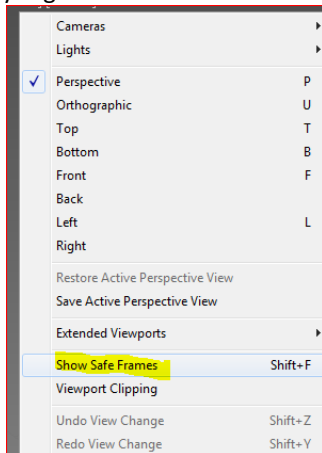 Cameras
Lights
Perspective P
Orthographic U
Top T
Bottom B
Front F
Back
Left L
Right
Restore Active Perspective View
Save Active Perspective View
Extended Viewports
Show Safe Frames Shift+F
Viewport Clipping
Undo View Change Shift+Z
Redo View Change Shift+Y